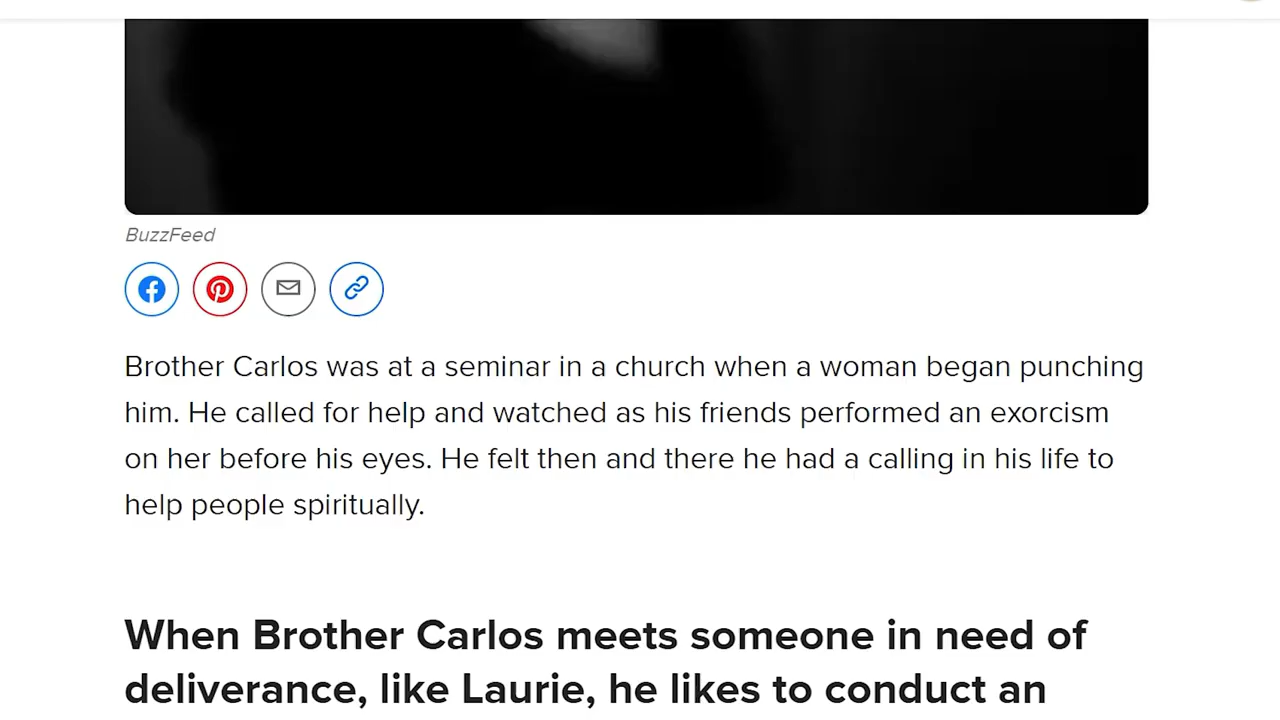 BuzzFeed
Brother Carlos was at a seminar in a church when a woman began punching
him. He called for help and watched as his friends performed an exorcism
on her before his eyes. He felt then and there he had a calling in his life to
help people spiritually.
When Brother Carlos meets someone in need of
deliverance, like Laurie, he likes to conduct an